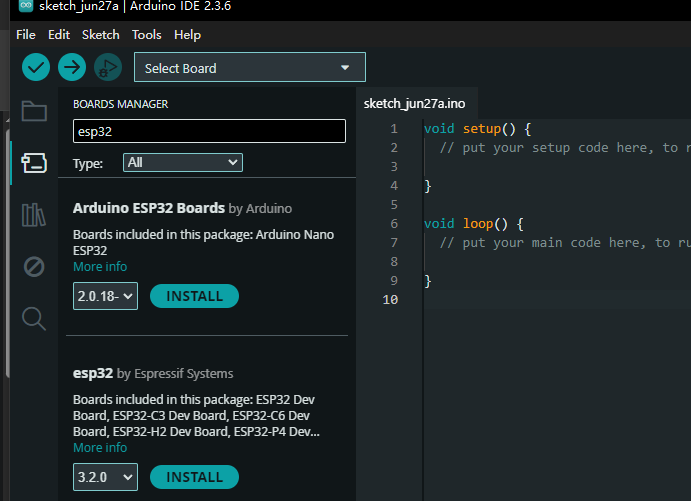 sketch_jun27a | Arduino IDE 2.3.6
File Edit Sketch Tools Help
Select Board
BOARDS MANAGER
esp32
Type: All
Arduino ESP32 Boards by Arduino
Boards included in this package: Arduino Nano
ESP32
More info
2.0.18- INSTALL
esp32 by Espressif Systems
Boards included in this package: ESP32 Dev
Board, ESP32-C3 Dev Board, ESP32-C6 Dev
Board, ESP32-H2 Dev Board, ESP32-P4 Dev...
More info
3.2.0 INSTALL
sketch_jun27a.ino
1 void setup() {
2 // put your setup code here, to r
3
4 }
5
6 void loop() {
7 // put your main code here, to ru
8
9 }
10